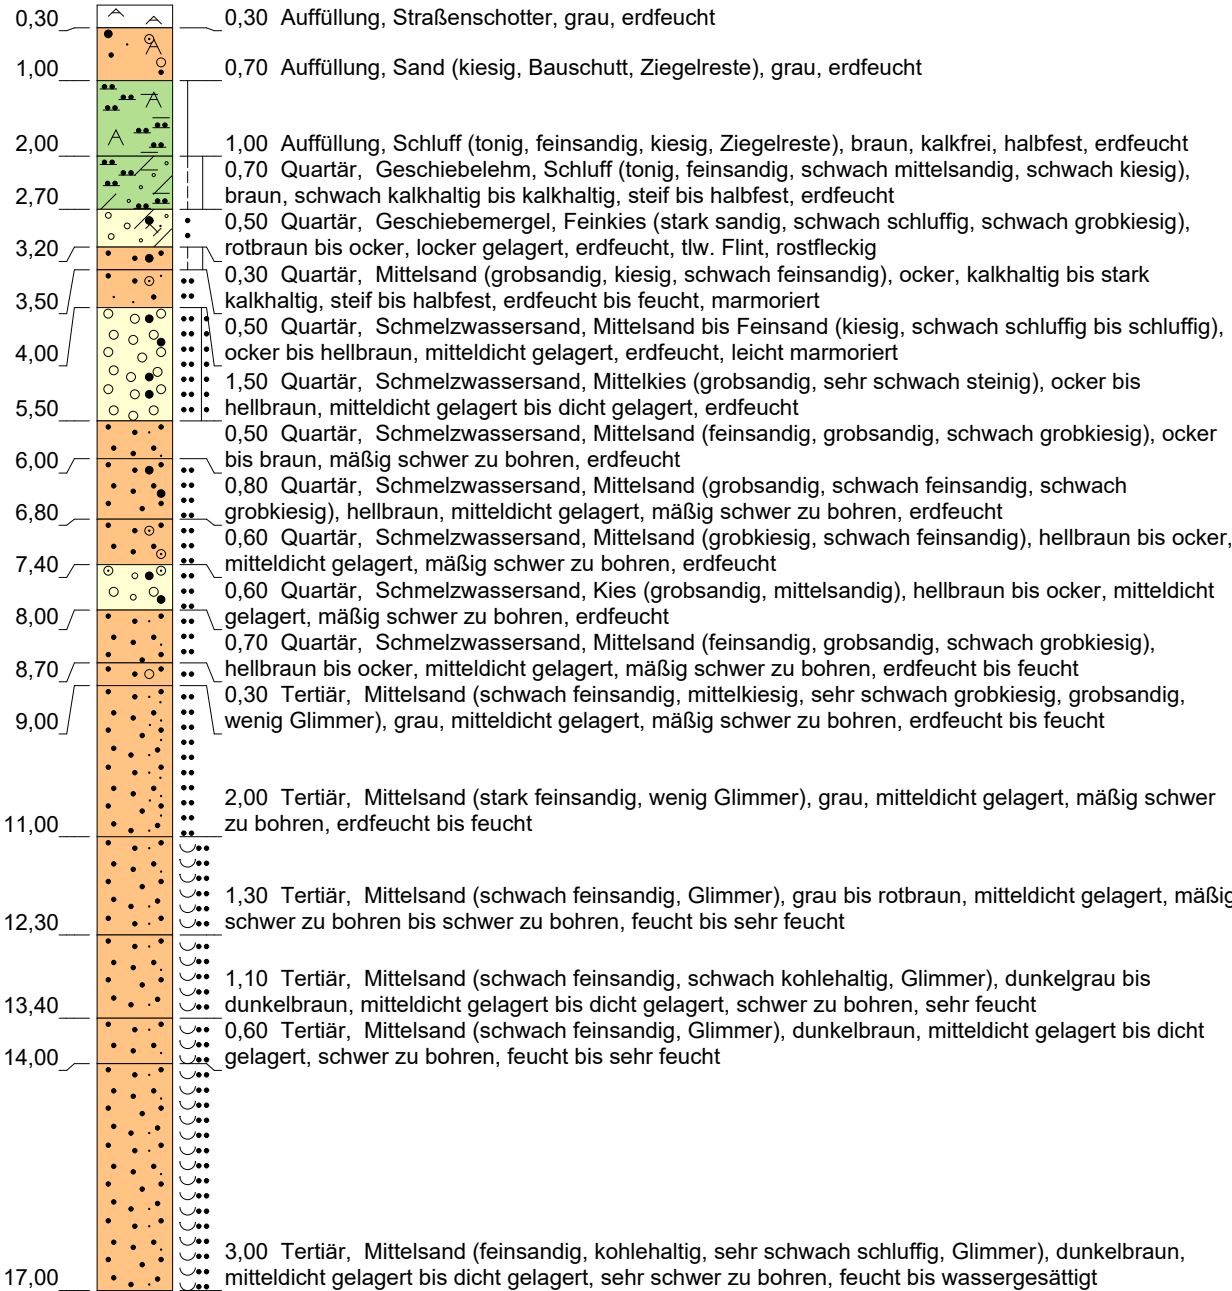 0,30 0,30 Auffüllung, Straßenschotter, grau, erdfeucht
1,00 0,70 Auffüllung, Sand (kiesig, Bauschutt, Ziegelreste), grau, erdfeucht
2,00 1,00 Auffüllung, Schluff (tonig, feinsandig, kiesig, Ziegelreste), braun, kalkfrei, halbfest, erdfeucht
0,70 Quartär, Geschiebelehm, Schluff (tonig, feinsandig, schwach mittelsandig, schwach kiesig),
2,70 braun, schwach kalkhaltig bis kalkhaltig, steif bis halbfest, erdfeucht
0,50 Quartär, Geschiebemergel, Feinkies (stark sandig, schwach schluffig, schwach grobkiesig),
3,20 rotbraun bis ocker, locker gelagert, erdfeucht, tlw. Flint, rostfleckig
0,30 Quartär, Mittelsand (grobsandig, kiesig, schwach feinsandig), ocker, kalkhaltig bis stark
3,50 kalkhaltig, steif bis halbfest, erdfeucht bis feucht, marmoriert
0,50 Quartär, Schmelzwassersand, Mittelsand bis Feinsand (kiesig, schwach schluffig bis schluffig),
4,00 ocker bis hellbraun, mitteldicht gelagert, erdfeucht, leicht marmoriert
1,50 Quartär, Schmelzwassersand, Mittelkies (grobsandig, sehr schwach steinig), ocker bis
5,50 hellbraun, mitteldicht gelagert bis dicht gelagert, erdfeucht
0,50 Quartär, Schmelzwassersand, Mittelsand (feinsandig, grobsandig, schwach grobkiesig), ocker
6,00 bis braun, mäßig schwer zu bohren, erdfeucht
0,80 Quartär, Schmelzwassersand, Mittelsand (grobsandig, schwach feinsandig, schwach
6,80 grobkiesig), hellbraun, mitteldicht gelagert, mäßig schwer zu bohren, erdfeucht
0,60 Quartär, Schmelzwassersand, Mittelsand (grobkiesig, schwach feinsandig), hellbraun bis ocker,
7,40 mitteldicht gelagert, mäßig schwer zu bohren, erdfeucht
0,60 Quartär, Schmelzwassersand, Kies (grobsandig, mittelsandig), hellbraun bis ocker, mitteldicht
8,00 gelagert, mäßig schwer zu bohren, erdfeucht
0,70 Quartär, Schmelzwassersand, Mittelsand (feinsandig, grobsandig, schwach grobkiesig),
8,70 hellbraun bis ocker, mitteldicht gelagert, mäßig schwer zu bohren, erdfeucht bis feucht
0,30 Tertiär, Mittelsand (schwach feinsandig, mittelkiesig, sehr schwach grobkiesig, grobsandig,
9,00 wenig Glimmer), grau, mitteldicht gelagert, mäßig schwer zu bohren, erdfeucht bis feucht
2,00 Tertiär, Mittelsand (stark feinsandig, wenig Glimmer), grau, mitteldicht gelagert, mäßig schwer
11,00 zu bohren, erdfeucht bis feucht
1,30 Tertiär, Mittelsand (schwach feinsandig, Glimmer), grau bis rotbraun, mitteldicht gelagert, mäßig
12,30 schwer zu bohren bis schwer zu bohren, feucht bis sehr feucht
1,10 Tertiär, Mittelsand (schwach feinsandig, schwach kohlehaltig, Glimmer), dunkelgrau bis
13,40 dunkelbraun, mitteldicht gelagert bis dicht gelagert, schwer zu bohren, sehr feucht
0,60 Tertiär, Mittelsand (schwach feinsandig, Glimmer), dunkelbraun, mitteldicht gelagert bis dicht
14,00 gelagert, schwer zu bohren, feucht bis sehr feucht
3,00 Tertiär, Mittelsand (feinsandig, kohlehaltig, sehr schwach schluffig, Glimmer), dunkelbraun,
17,00 mitteldicht gelagert bis dicht gelagert, sehr schwer zu bohren, feucht bis wassergesättigt